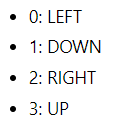 • 0: LEFT
• 1: DOWN
• 2: RIGHT
• 3: UP